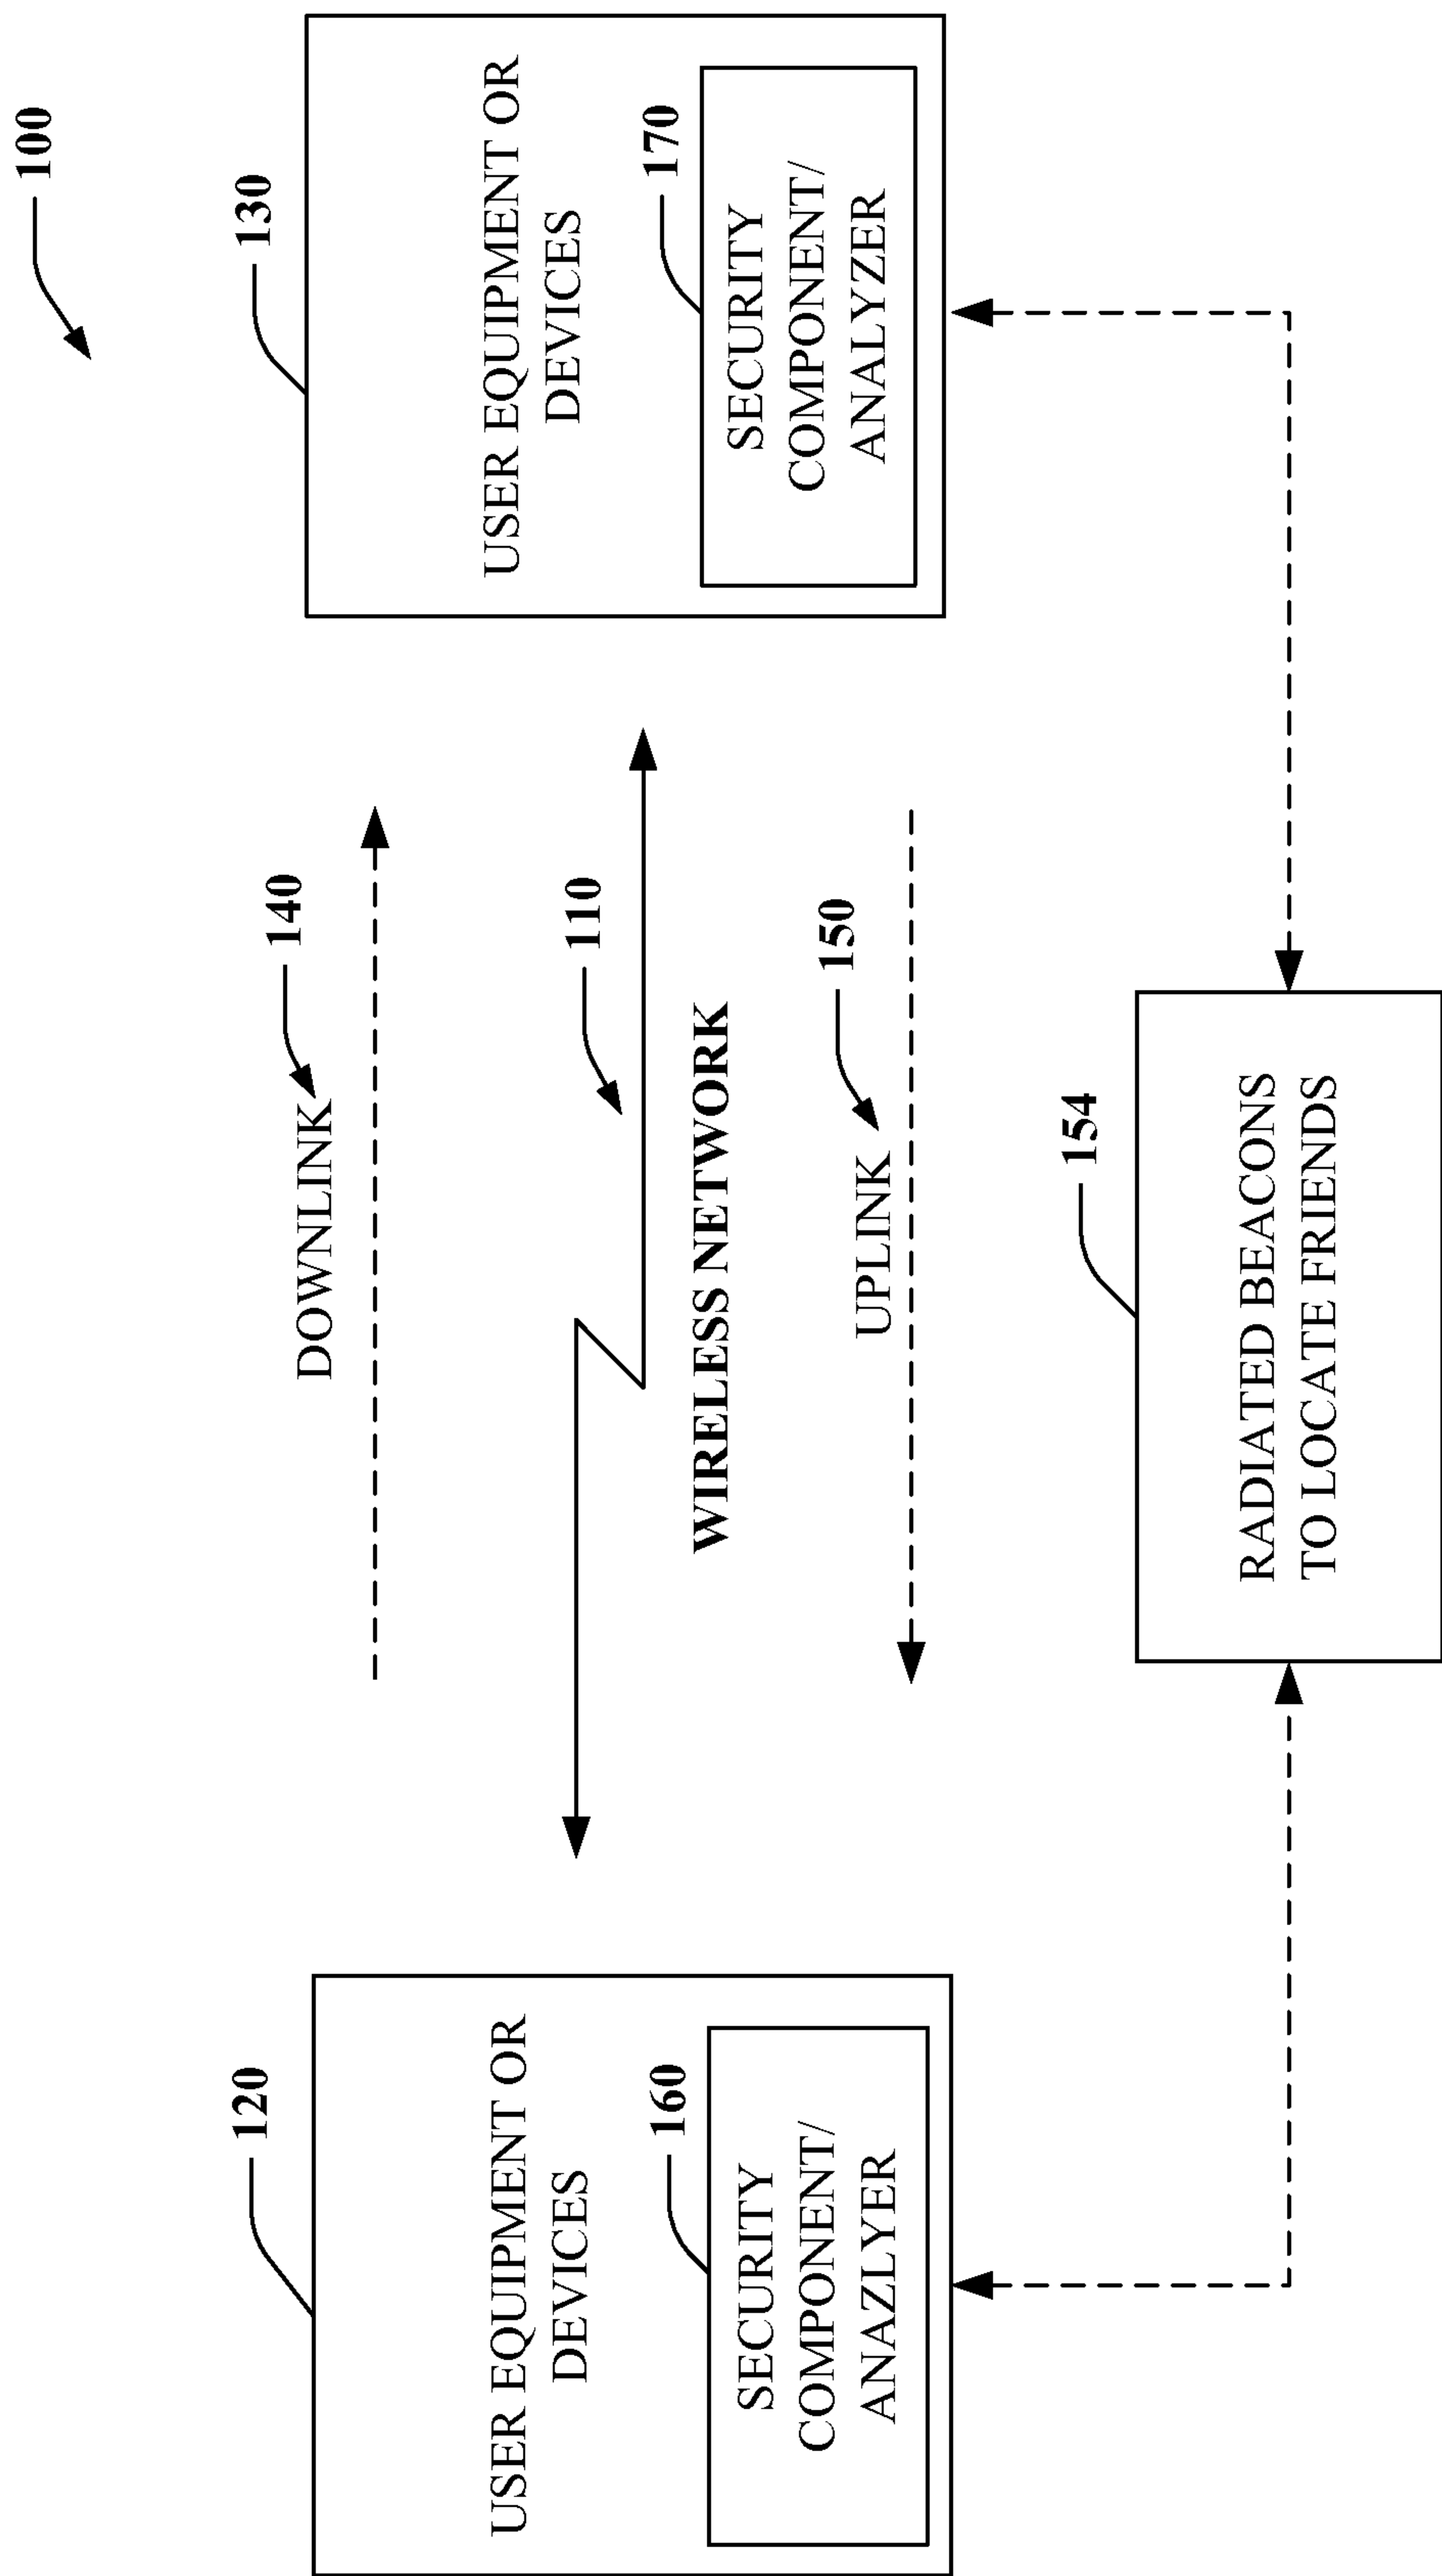 100
120
USER EQUIPMENT OR
DEVICES
160
SECURITY
COMPONENT/
ANAZLYER
DOWNLINK
140
110
WIRELESS NETWORK
UPLINK
150
130
USER EQUIPMENT OR
DEVICES
170
SECURITY
COMPONENT/
ANALYZER
154
RADIATED BEACONS
TO LOCATE FRIENDS